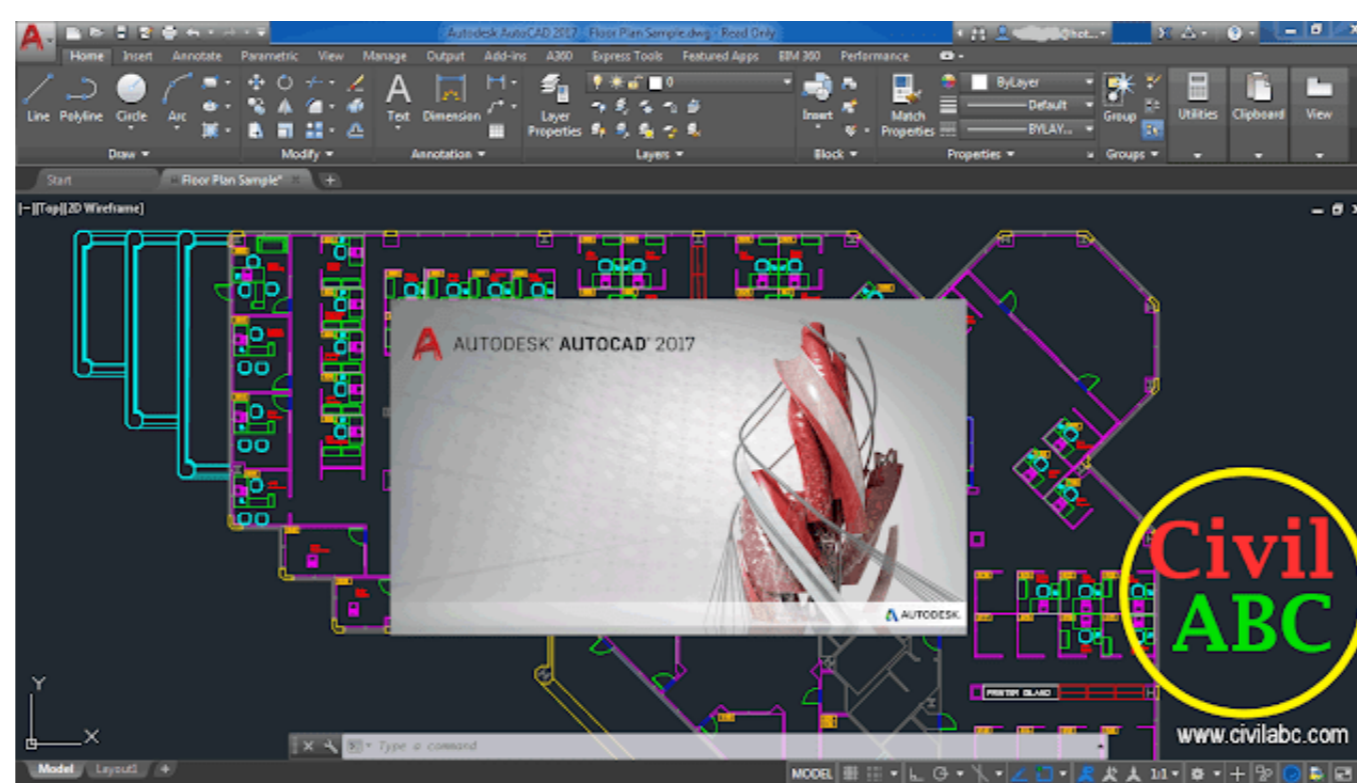 Autodesk AutoCAD 2017 Floor Plan Sample.dwg - Read Only
Home Insert Annotate Parametric View Manage Output Add-ins A360 Express Tools Featured Apps BIM 360 Performance
0 ByLayer
Default
Line Polyline Circle Arc Text Dimension Layer Properties Insert Match Properties BYLAY... Group Utilities Clipboard View
Draw Modify Annotation Layers Block Properties Groups
Start Floor Plan Sample*
[–][Top][2D Wireframe]
AUTODESK® AUTOCAD® 2017
AUTODESK.
Civil
ABC
PRINTER ISLAND
www.civilabc.com
Y
X
Type a command
Model Layout1 MODEL 1:1